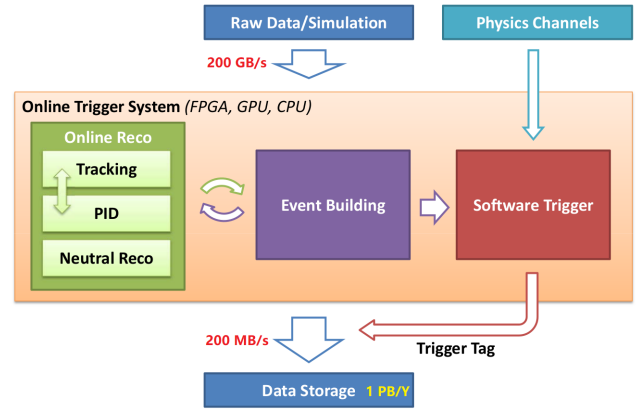 Raw Data/Simulation
Physics Channels
200 GB/s
Online Trigger System (FPGA, GPU, CPU)
Online Reco
Tracking
PID
Neutral Reco
Event Building
Software Trigger
200 MB/s
Trigger Tag
Data Storage 1 PB/Y